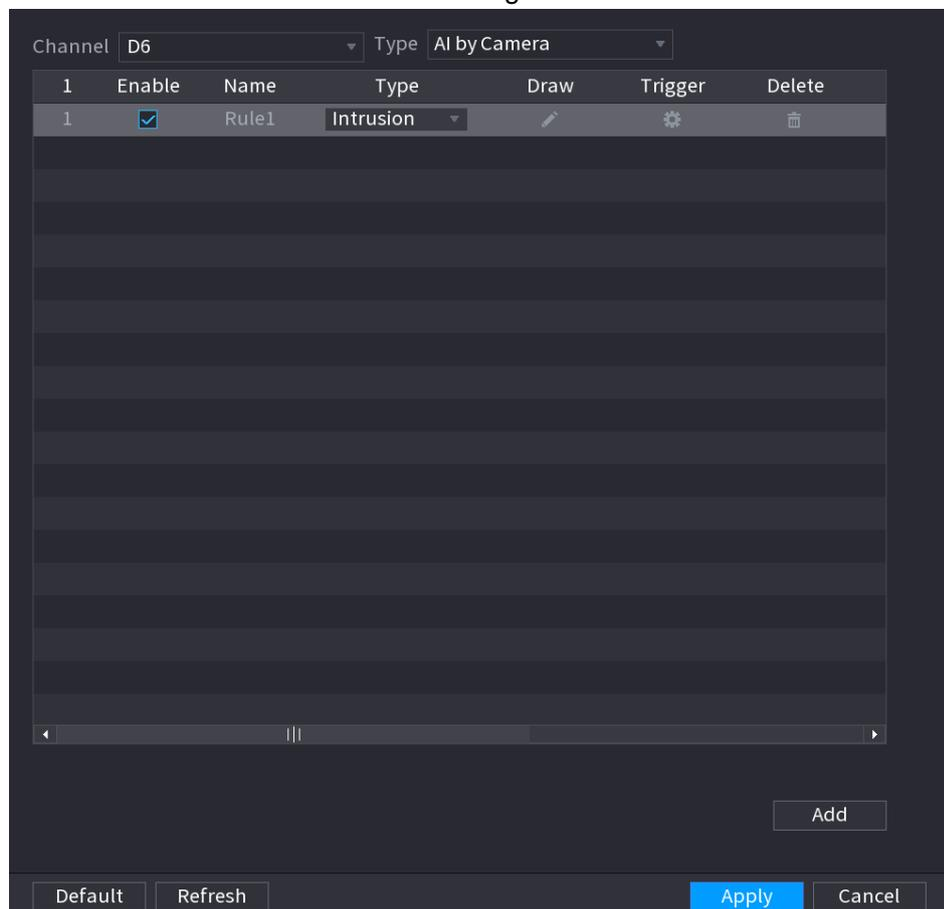 Channel D6 Type AI by Camera
1 Enable Name Type Draw Trigger Delete
1 Rule1 Intrusion
Add
Default Refresh Apply Cancel